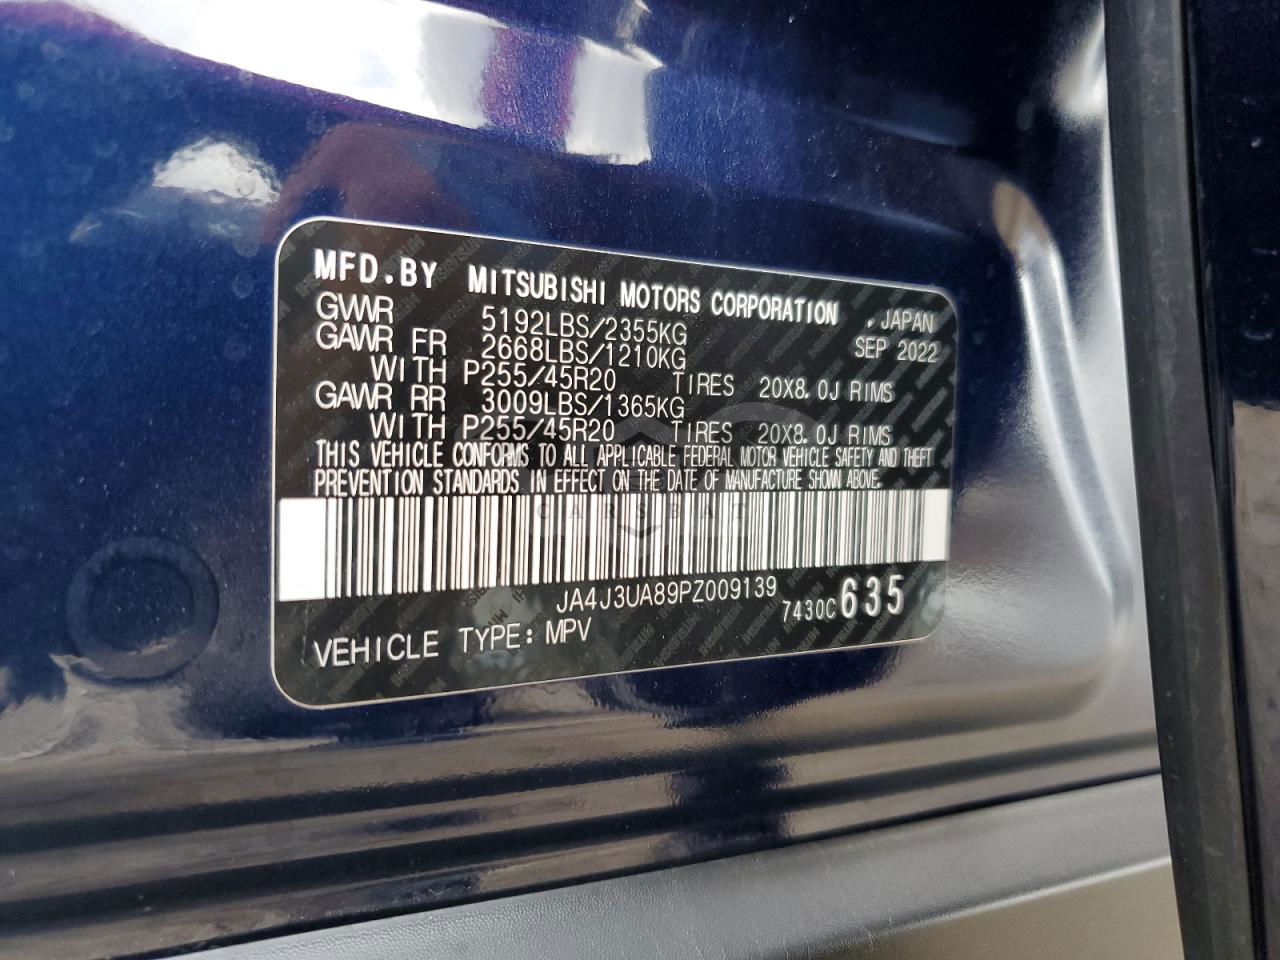 MFD.BY MITSUBISHI MOTORS CORPORATION . JAPAN
GVWR 5192LBS/2355KG SEP 2022
GAWR FR 2668LBS/1210KG
WITH P255/45R20 TIRES 20X8.0J RIMS
GAWR RR 3009LBS/1365KG
WITH P255/45R20 TIRES 20X8.0J RIMS
THIS VEHICLE CONFORMS TO ALL APPLICABLE FEDERAL MOTOR VEHICLE SAFETY AND THEFT
PREVENTION STANDARDS IN EFFECT ON THE DATE OF MANUFACTURE SHOWN ABOVE.
CARSBAT
JA4J3UA89PZ009139 7430C 635
VEHICLE TYPE: MPV